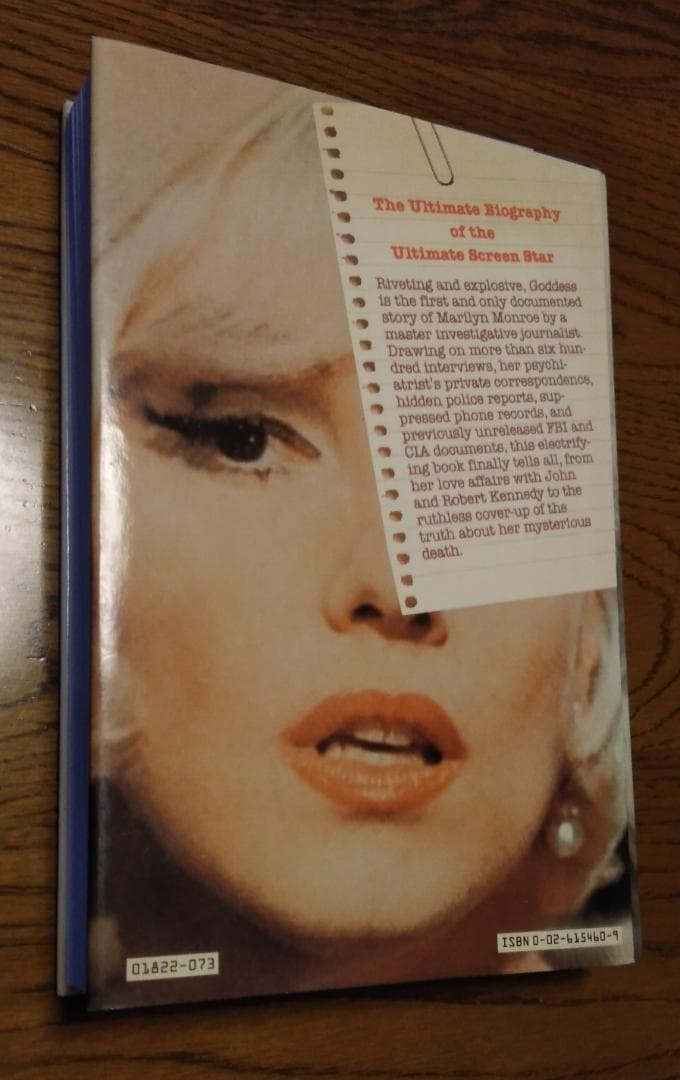 The Ultimate Biography
of the
Ultimate Screen Star
Riveting and explosive, Goddess
is the first and only documented
story of Marilyn Monroe by a
master investigative journalist.
Drawing on more than six hun-
dred interviews, her psychi-
atrist's private correspondence,
hidden police reports, sup-
pressed phone records, and
previously unreleased FBI and
CIA documents, this electrify-
ing book finally tells all, from
her love affairs with John
and Robert Kennedy to the
ruthless cover-up of the
truth about her mysterious
death.
01822-073
ISBN 0-02-615460-9